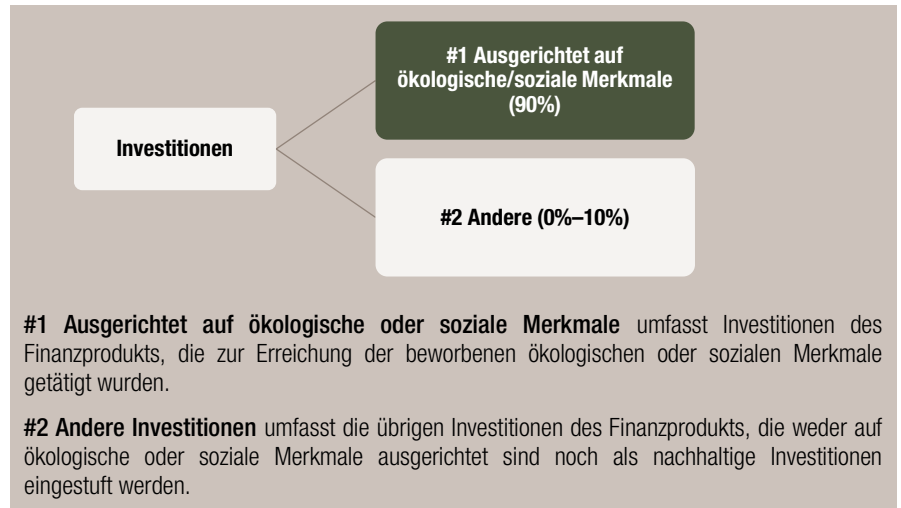 #1 Ausgerichtet auf
ökologische/soziale Merkmale
(90%)
Investitionen
#2 Andere (0%–10%)
#1 Ausgerichtet auf ökologische oder soziale Merkmale umfasst Investitionen des
Finanzprodukts, die zur Erreichung der beworbenen ökologischen oder sozialen Merkmale
getätigt wurden.
#2 Andere Investitionen umfasst die übrigen Investitionen des Finanzprodukts, die weder auf
ökologische oder soziale Merkmale ausgerichtet sind noch als nachhaltige Investitionen
eingestuft werden.